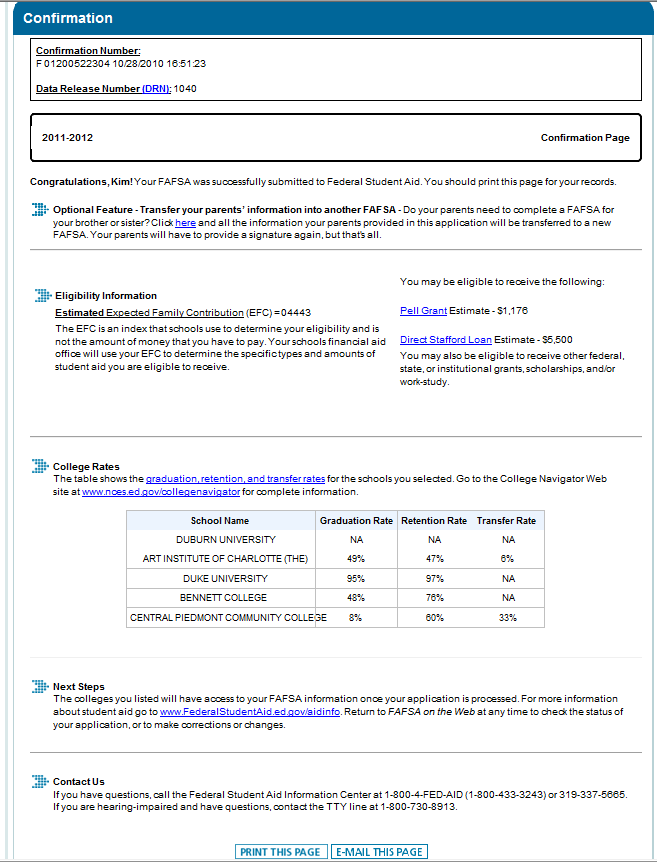 Confirmation
Confirmation Number:
F 01200522304 10/28/2010 16:51:23
Data Release Number (DRN): 1040
2011-2012 Confirmation Page
Congratulations, Kim! Your FAFSA was successfully submitted to Federal Student Aid. You should print this page for your records.
Optional Feature - Transfer your parents' information into another FAFSA - Do your parents need to complete a FAFSA for
your brother or sister? Click here and all the information your parents provided in this application will be transferred to a new
FAFSA. Your parents will have to provide a signature again, but that's all.
Eligibility Information
Estimated Expected Family Contribution (EFC) = 04443
The EFC is an index that schools use to determine your eligibility and is
not the amount of money that you have to pay. Your schools financial aid
office will use your EFC to determine the specific types and amounts of
student aid you are eligible to receive.
You may be eligible to receive the following:
Pell Grant Estimate - $1,176
Direct Stafford Loan Estimate - $5,500
You may also be eligible to receive other federal,
state, or institutional grants, scholarships, and/or
work-study.
College Rates
The table shows the graduation, retention, and transfer rates for the schools you selected. Go to the College Navigator Web
site at www.nces.ed.gov/collegenavigator for complete information.
School Name Graduation Rate Retention Rate Transfer Rate
DUBURN UNIVERSITY NA NA NA
ART INSTITUTE OF CHARLOTTE (THE) 49% 47% 6%
DUKE UNIVERSITY 95% 97% NA
BENNETT COLLEGE 48% 76% NA
CENTRAL PIEDMONT COMMUNITY COLLEGE 8% 60% 33%
Next Steps
The colleges you listed will have access to your FAFSA information once your application is processed. For more information
about student aid go to www.FederalStudentAid.ed.gov/aidinfo. Return to FAFSA on the Web at any time to check the status of
your application, or to make corrections or changes.
Contact Us
If you have questions, call the Federal Student Aid Information Center at 1-800-4-FED-AID (1-800-433-3243) or 319-337-5665.
If you are hearing-impaired and have questions, contact the TTY line at 1-800-730-8913.
PRINT THIS PAGE E-MAIL THIS PAGE